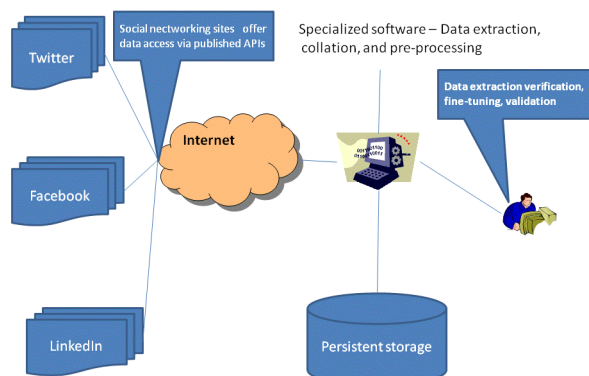 Social nectworking sites offer
data access via published APIs
Specialized software – Data extraction,
collation, and pre-processing
Twitter
Data extraction verification,
fine-tuning, validation
Internet
Facebook
LinkedIn
Persistent storage